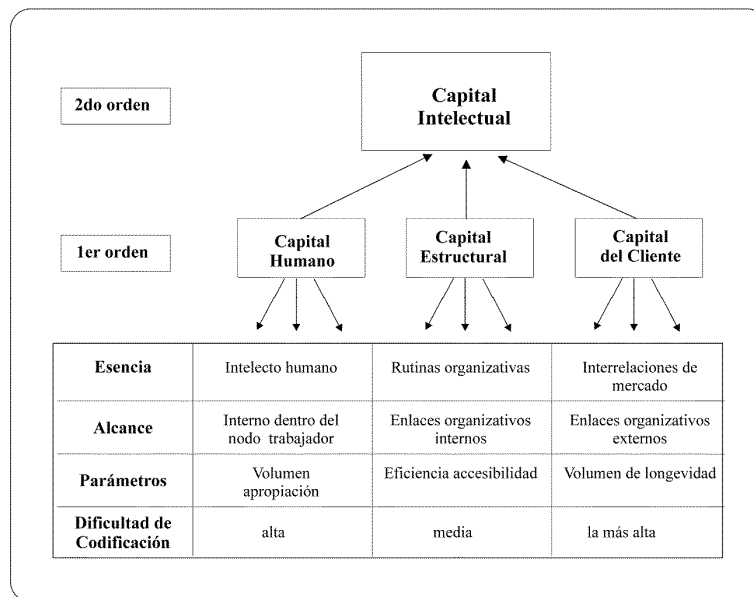 2do orden
Capital
Intelectual
1er orden
Capital
Humano
Capital
Estructural
Capital
del Cliente
Esencia
Intelecto humano
Rutinas organizativas
Interrelaciones de
mercado
Alcance
Interno dentro del
nodo trabajador
Enlaces organizativos
internos
Enlaces organizativos
externos
Parámetros
Volumen
apropiación
Eficiencia accesibilidad
Volumen de longevidad
Dificultad de
Codificación
alta
media
la más alta